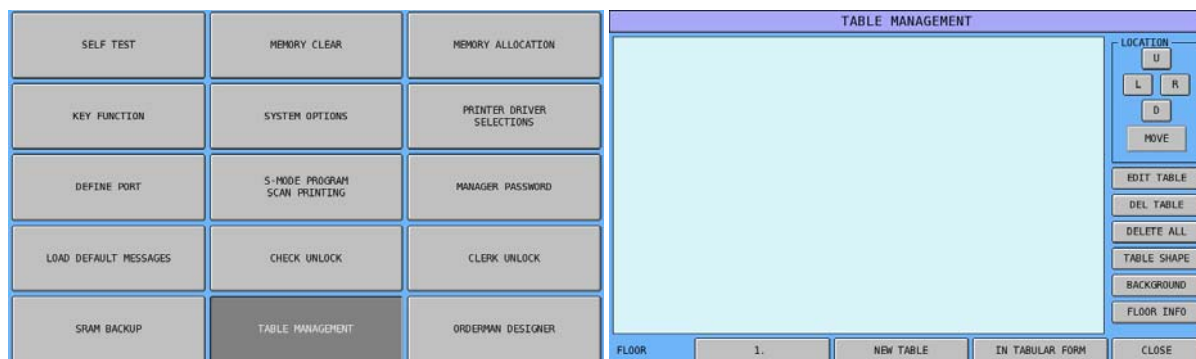 SELF TEST
MEMORY CLEAR
MEMORY ALLOCATION
KEY FUNCTION
SYSTEM OPTIONS
PRINTER DRIVER
SELECTIONS
DEFINE PORT
S-MODE PROGRAM
SCAN PRINTING
MANAGER PASSWORD
LOAD DEFAULT MESSAGES
CHECK UNLOCK
CLERK UNLOCK
SRAM BACKUP
TABLE MANAGEMENT
ORDERMAN DESIGNER
TABLE MANAGEMENT
LOCATION
U
L
R
D
MOVE
EDIT TABLE
DEL TABLE
DELETE ALL
TABLE SHAPE
BACKGROUND
FLOOR INFO
FLOOR
1.
NEW TABLE
IN TABULAR FORM
CLOSE